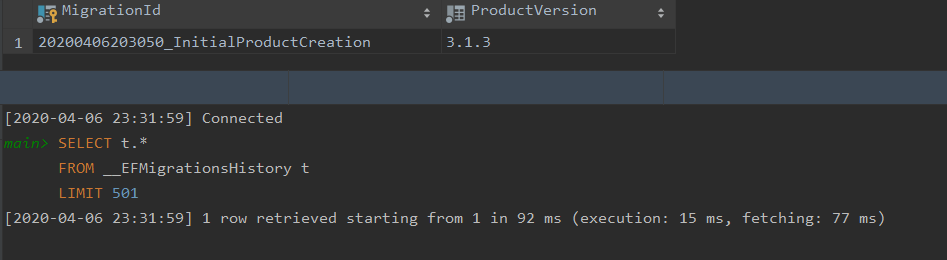 MigrationId ProductVersion
1 20200406203050_InitialProductCreation 3.1.3
[2020-04-06 23:31:59] Connected
main> SELECT t.*
FROM __EFMigrationsHistory t
LIMIT 501
[2020-04-06 23:31:59] 1 row retrieved starting from 1 in 92 ms (execution: 15 ms, fetching: 77 ms)